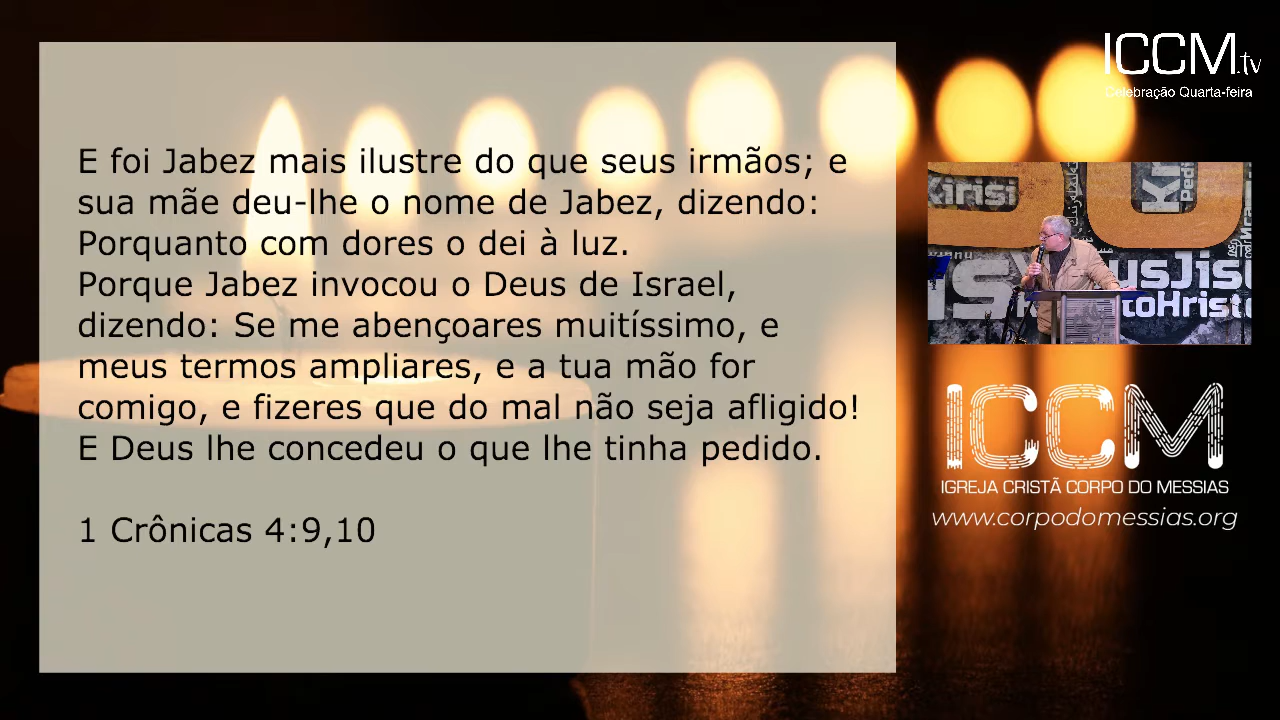 E foi Jabez mais ilustre do que seus irmãos; e
sua mãe deu-lhe o nome de Jabez, dizendo:
Porquanto com dores o dei à luz.
Porque Jabez invocou o Deus de Israel,
dizendo: Se me abençoares muitíssimo, e
meus termos ampliares, e a tua mão for
comigo, e fizeres que do mal não seja afligido!
E Deus lhe concedeu o que lhe tinha pedido.
1 Crônicas 4:9,10
ICCM.tv
Celebração Quarta-feira
Kirisi
usJis
toHristo
ICCM
IGREJA CRISTÃ CORPO DO MESSIAS
www.corpodomessias.org